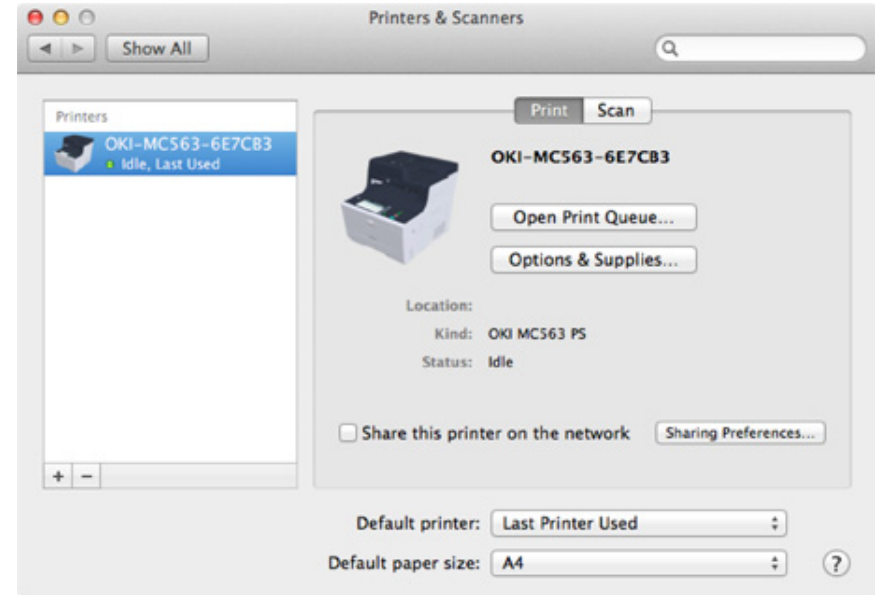 Printers & Scanners
Show All
Printers
OKI-MC563-6E7CB3
Idle, Last Used
Print Scan
OKI-MC563-6E7CB3
Open Print Queue...
Options & Supplies...
Location:
Kind: OKI MC563 PS
Status: Idle
Share this printer on the network Sharing Preferences...
+ −
Default printer: Last Printer Used
Default paper size: A4 ?